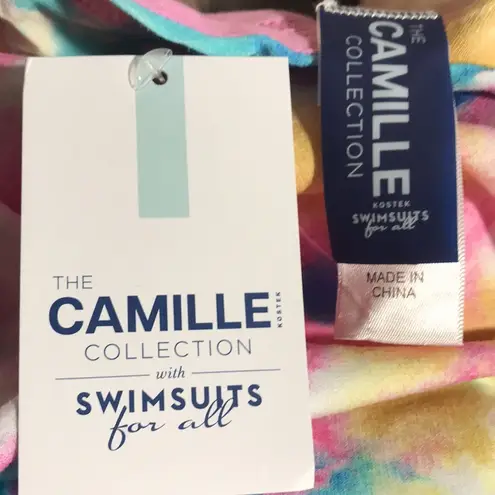 THE
CAMILLE
KOSTEK
COLLECTION
with
SWIMSUITS
for all
THE
CAMILLE
COLLECTION
KOSTEK
SWIMSUITS
for all
MADE IN
CHINA